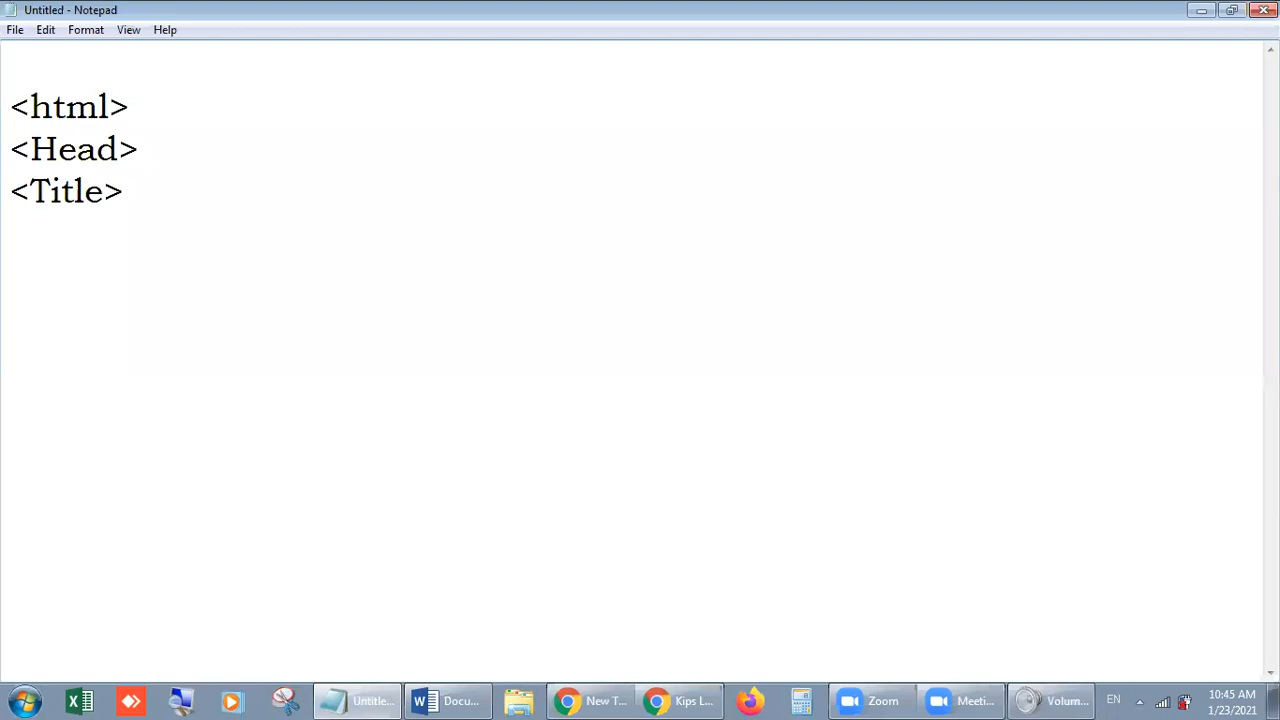 Untitled - Notepad
File Edit Format View Help
<html>
<Head>
<Title>
Untitle... Docu... New T... Kips L... Zoom Meeti... Volum... EN 10:45 AM
1/23/2021